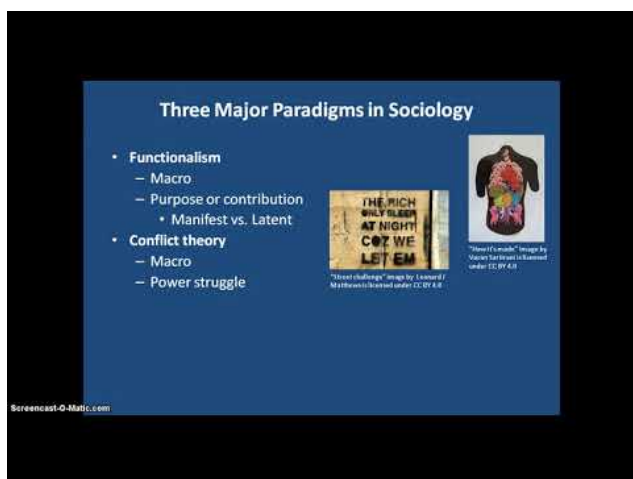 Three Major Paradigms in Sociology
• Functionalism
– Macro
– Purpose or contribution
• Manifest vs. Latent
• Conflict theory
– Macro
– Power struggle
THE RICH
ONLY SLEEP
AT NIGHT
COZ WE
LET EM
"Street challenge" image by Leonard J
Matthews is licensed under CC BY 4.0
"How it's made" image by
under CC BY 4.0
Screencast-O-Matic.com